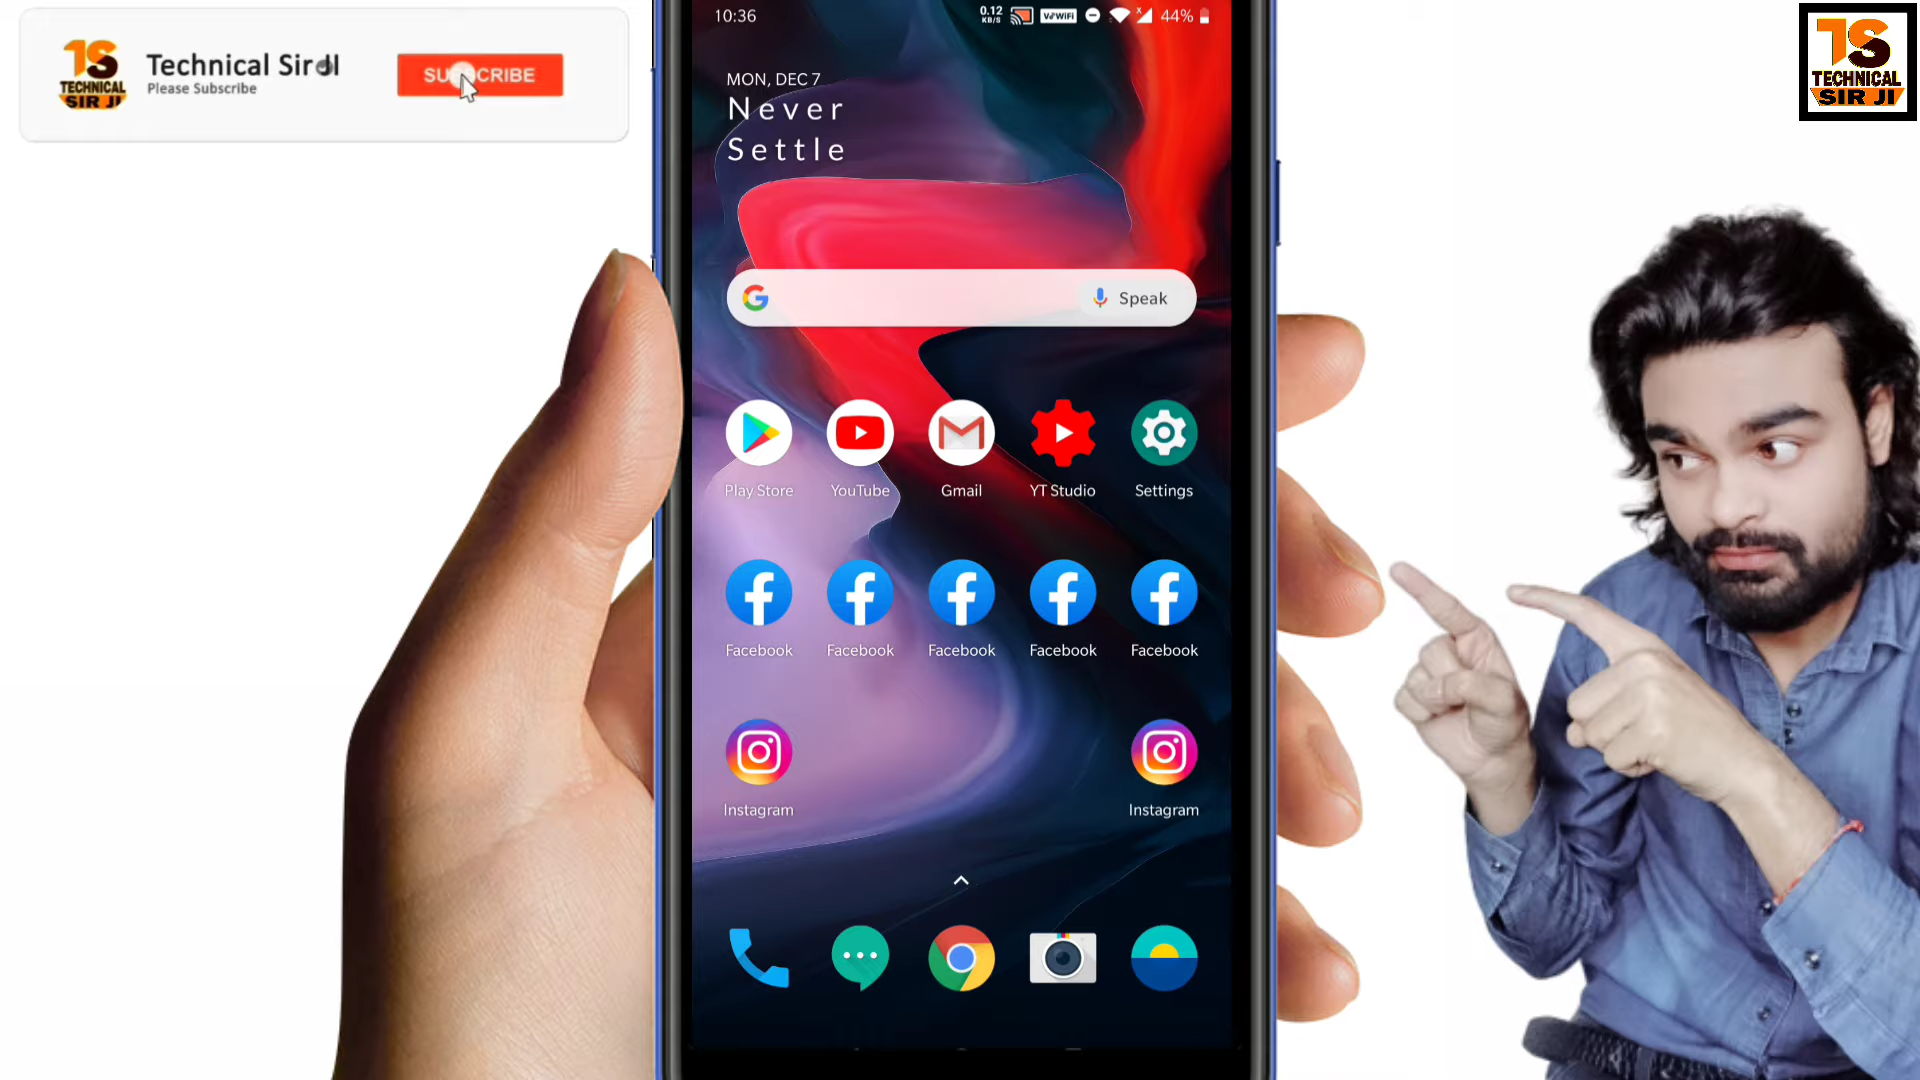 TS
TECHNICAL
SIR JI
Technical Sir JI
Please Subscribe
SUBSCRIBE
10:36
0.12
KB/S
VoWiFi
x
44%
MON, DEC 7
Never
Settle
G
Speak
Play Store
YouTube
Gmail
YT Studio
Settings
Facebook
Facebook
Facebook
Facebook
Facebook
Instagram
Instagram
TS
TECHNICAL
SIR JI